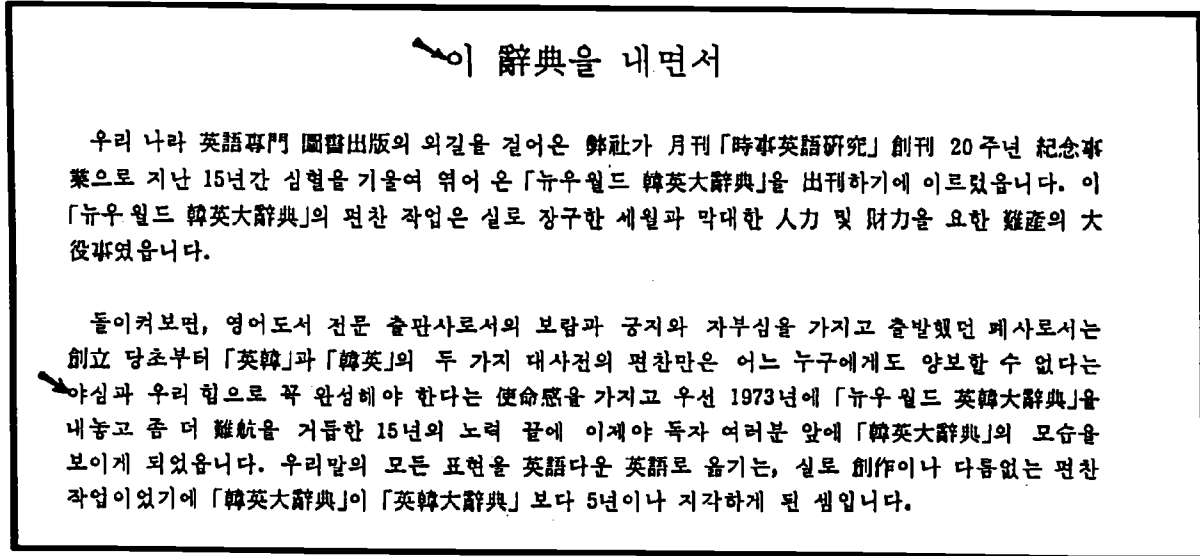 이 辭典을 내면서
우리 나라 英語專門 圖書出版의 외길을 걸어온 弊社가 月刊「時事英語硏究」創刊 20주년 紀念事
業으로 지난 15년간 심혈을 기울여 엮어 온「뉴우월드 韓英大辭典」을 出刊하기에 이르렀읍니다. 이
「뉴우월드 韓英大辭典」의 편찬 작업은 실로 장구한 세월과 막대한 人力 및 財力을 요한 難產의 大
役事였읍니다.
돌이켜보면, 영어도서 전문 출판사로서의 보람과 긍지와 자부심을 가지고 출발했던 폐사로서는
創立 당초부터「英韓」과「韓英」의 두 가지 대사전의 편찬만은 어느 누구에게도 양보할 수 없다는
야심과 우리 힘으로 꼭 완성해야 한다는 使命感을 가지고 우선 1973년에「뉴우월드 英韓大辭典」을
내놓고 좀 더 難航을 거듭한 15년의 노력 끝에 이제야 독자 여러분 앞에「韓英大辭典」의 모습을
보이게 되었읍니다. 우리말의 모든 표현을 英語다운 英語로 옮기는, 실로 創作이나 다름없는 편찬
작업이었기에「韓英大辭典」이「英韓大辭典」보다 5년이나 지각하게 된 셈입니다.